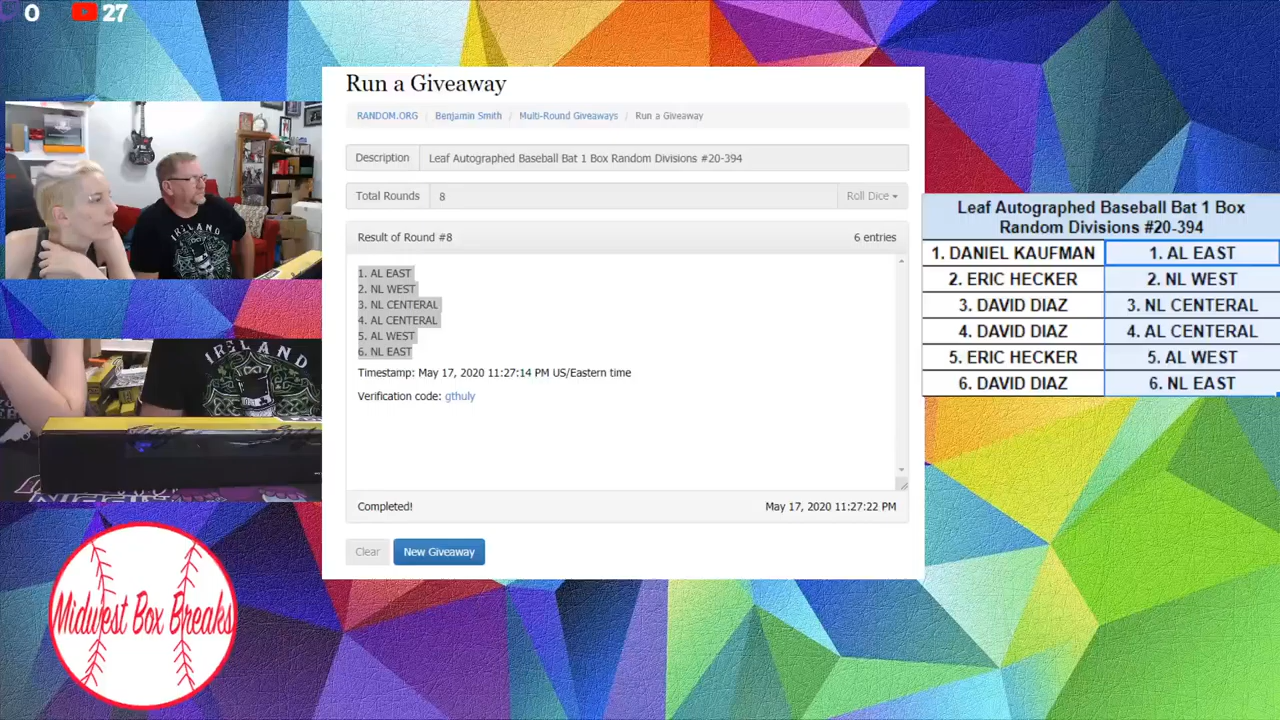 0
27
Run a Giveaway
RANDOM.ORG / Benjamin Smith / Multi-Round Giveaways / Run a Giveaway
Description Leaf Autographed Baseball Bat 1 Box Random Divisions #20-394
Total Rounds 8 Roll Dice
Result of Round #8 6 entries
1. AL EAST
2. NL WEST
3. NL CENTERAL
4. AL CENTERAL
5. AL WEST
6. NL EAST
Timestamp: May 17, 2020 11:27:14 PM US/Eastern time
Verification code: gthuly
Completed! May 17, 2020 11:27:22 PM
Clear New Giveaway
Leaf Autographed Baseball Bat 1 Box
Random Divisions #20-394
1. DANIEL KAUFMAN 1. AL EAST
2. ERIC HECKER 2. NL WEST
3. DAVID DIAZ 3. NL CENTERAL
4. DAVID DIAZ 4. AL CENTERAL
5. ERIC HECKER 5. AL WEST
6. DAVID DIAZ 6. NL EAST
IRELAND
IRELAND
Midwest Box Breaks